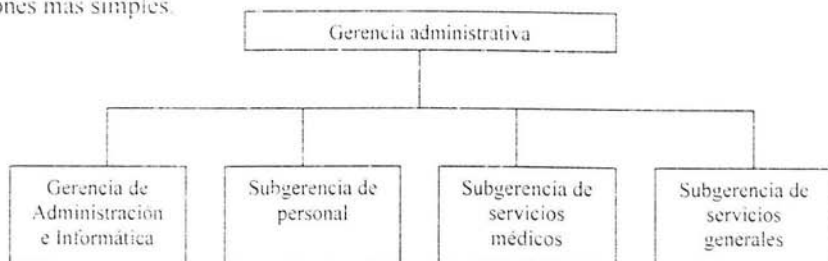 ones más simples.
Gerencia administrativa
Gerencia de
Administración
e Informática
Subgerencia de
personal
Subgerencia de
servicios
médicos
Subgerencia de
servicios
generales